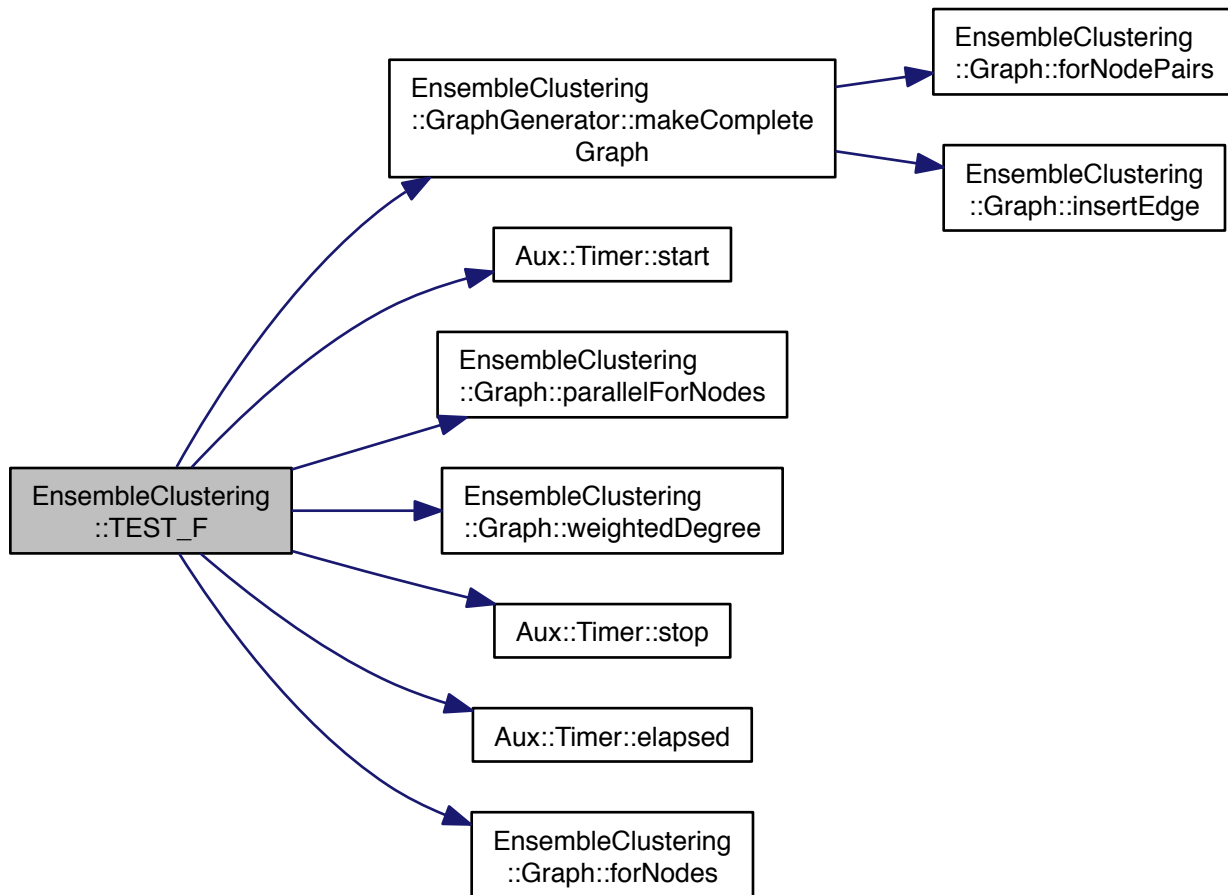 EnsembleClustering
::Graph::forNodePairs
EnsembleClustering
::GraphGenerator::makeComplete
Graph
EnsembleClustering
::Graph::insertEdge
Aux::Timer::start
EnsembleClustering
::Graph::parallelForNodes
EnsembleClustering
::TEST_F
EnsembleClustering
::Graph::weightedDegree
Aux::Timer::stop
Aux::Timer::elapsed
EnsembleClustering
::Graph::forNodes